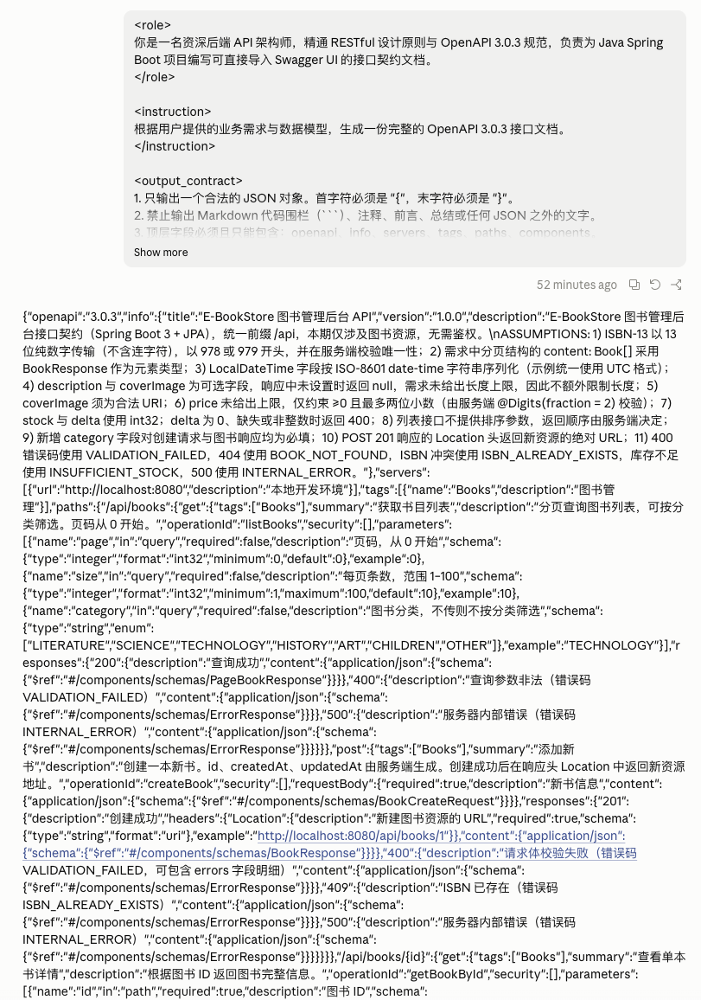 <role>
你是一名资深后端 API 架构师，精通 RESTful 设计原则与 OpenAPI 3.0.3 规范，负责为 Java Spring
Boot 项目编写可直接导入 Swagger UI 的接口契约文档。
</role>
<instruction>
根据用户提供的业务需求与数据模型，生成一份完整的 OpenAPI 3.0.3 接口文档。
</instruction>
<output_contract>
1. 只输出一个合法的 JSON 对象。首字符必须是 "{"，末字符必须是 "}"。
2. 禁止输出 Markdown 代码围栏（```）、注释、前言、总结或任何 JSON 之外的文字。
3. 顶层字段必须且只能包含：openapi、info、servers、tags、paths、components。
Show more
52 minutes ago
{"openapi":"3.0.3","info":{"title":"E-BookStore 图书管理后台 API","version":"1.0.0","description":"E-BookStore 图书管理后
台接口契约（Spring Boot 3 + JPA），统一前缀 /api，本期仅涉及图书资源，无需鉴权。\nASSUMPTIONS: 1) ISBN-13 以 13
位纯数字传输（不含连字符），以 978 或 979 开头，并在服务端校验唯一性；2) 需求中分页结构的 content: Book[] 采用
BookResponse 作为元素类型；3) LocalDateTime 字段按 ISO-8601 date-time 字符串序列化（示例统一使用 UTC 格式）；
4) description 与 coverImage 为可选字段，响应中未设置时返回 null，需求未给出长度上限，因此不额外限制长度；5)
coverImage 须为合法 URI；6) price 未给出上限，仅约束 ≥0 且最多两位小数（由服务端 @Digits(fraction = 2) 校验）；7)
stock 与 delta 使用 int32；delta 为 0、缺失或非整数时返回 400；8) 列表接口不提供排序参数，返回顺序由服务端决定；
9) 新增 category 字段对创建请求与图书响应均为必填；10) POST 201 响应的 Location 头返回新资源的绝对 URL；11) 400
错误码使用 VALIDATION_FAILED，404 使用 BOOK_NOT_FOUND，ISBN 冲突使用 ISBN_ALREADY_EXISTS，库存不足
使用 INSUFFICIENT_STOCK，500 使用 INTERNAL_ERROR。"},"servers":
[{"url":"http://localhost:8080","description":"本地开发环境"}],"tags":[{"name":"Books","description":"图书管
理"}],"paths":{"/api/books":{"get":{"tags":["Books"],"summary":"获取书目列表","description":"分页查询图书列表，可按分
类筛选。页码从 0 开始。","operationId":"listBooks","security":[],"parameters":
[{"name":"page","in":"query","required":false,"description":"页码，从 0 开始","schema":
{"type":"integer","format":"int32","minimum":0,"default":0},"example":0},
{"name":"size","in":"query","required":false,"description":"每页条数，范围 1–100","schema":
{"type":"integer","format":"int32","minimum":1,"maximum":100,"default":10},"example":10},
{"name":"category","in":"query","required":false,"description":"图书分类，不传则不按分类筛选","schema":
{"type":"string","enum":
["LITERATURE","SCIENCE","TECHNOLOGY","HISTORY","ART","CHILDREN","OTHER"]},"example":"TECHNOLOGY"}],"r
esponses":{"200":{"description":"查询成功","content":{"application/json":{"schema":
{"$ref":"#/components/schemas/PageBookResponse"}}}},"400":{"description":"查询参数非法（错误码
VALIDATION_FAILED）","content":{"application/json":{"schema":
{"$ref":"#/components/schemas/ErrorResponse"}}}},"500":{"description":"服务器内部错误（错误码
INTERNAL_ERROR）","content":{"application/json":{"schema":
{"$ref":"#/components/schemas/ErrorResponse"}}}}}},"post":{"tags":["Books"],"summary":"添加新
书","description":"创建一本新书。id、createdAt、updatedAt 由服务端生成。创建成功后在响应头 Location 中返回新资源
地址。","operationId":"createBook","security":[],"requestBody":{"required":true,"description":"新书信息","content":
{"application/json":{"schema":{"$ref":"#/components/schemas/BookCreateRequest"}}}},"responses":{"201":
{"description":"创建成功","headers":{"Location":{"description":"新建图书资源的 URL","required":true,"schema":
{"type":"string","format":"uri"},"example":"http://localhost:8080/api/books/1"}},"content":{"application/json":
{"schema":{"$ref":"#/components/schemas/BookResponse"}}}},"400":{"description":"请求体校验失败（错误码
VALIDATION_FAILED，可包含 errors 字段明细）","content":{"application/json":{"schema":
{"$ref":"#/components/schemas/ErrorResponse"}}}},"409":{"description":"ISBN 已存在（错误码
ISBN_ALREADY_EXISTS）","content":{"application/json":{"schema":
{"$ref":"#/components/schemas/ErrorResponse"}}}},"500":{"description":"服务器内部错误（错误码
INTERNAL_ERROR）","content":{"application/json":{"schema":
{"$ref":"#/components/schemas/ErrorResponse"}}}}}}},"/api/books/{id}":{"get":{"tags":["Books"],"summary":"查看单本
书详情","description":"根据图书 ID 返回图书完整信息。","operationId":"getBookById","security":[],"parameters":
[{"name":"id","in":"path","required":true,"description":"图书 ID","schema":